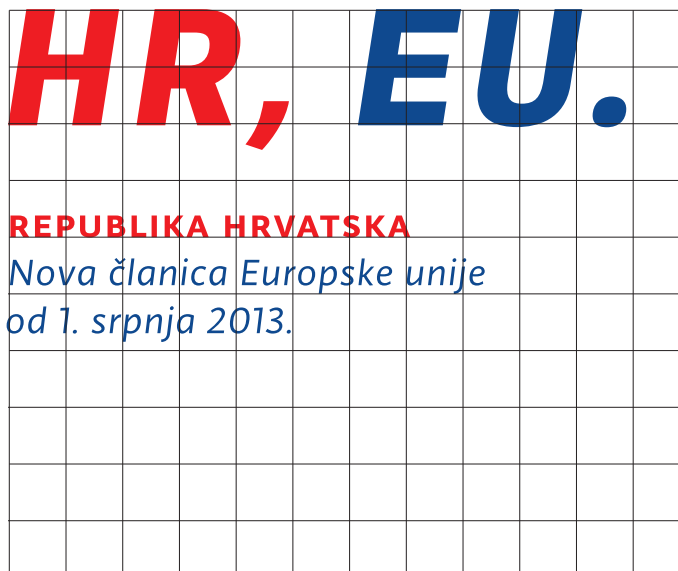 HR, EU.
REPUBLIKA HRVATSKA
Nova članica Europske unije
od 1. srpnja 2013.